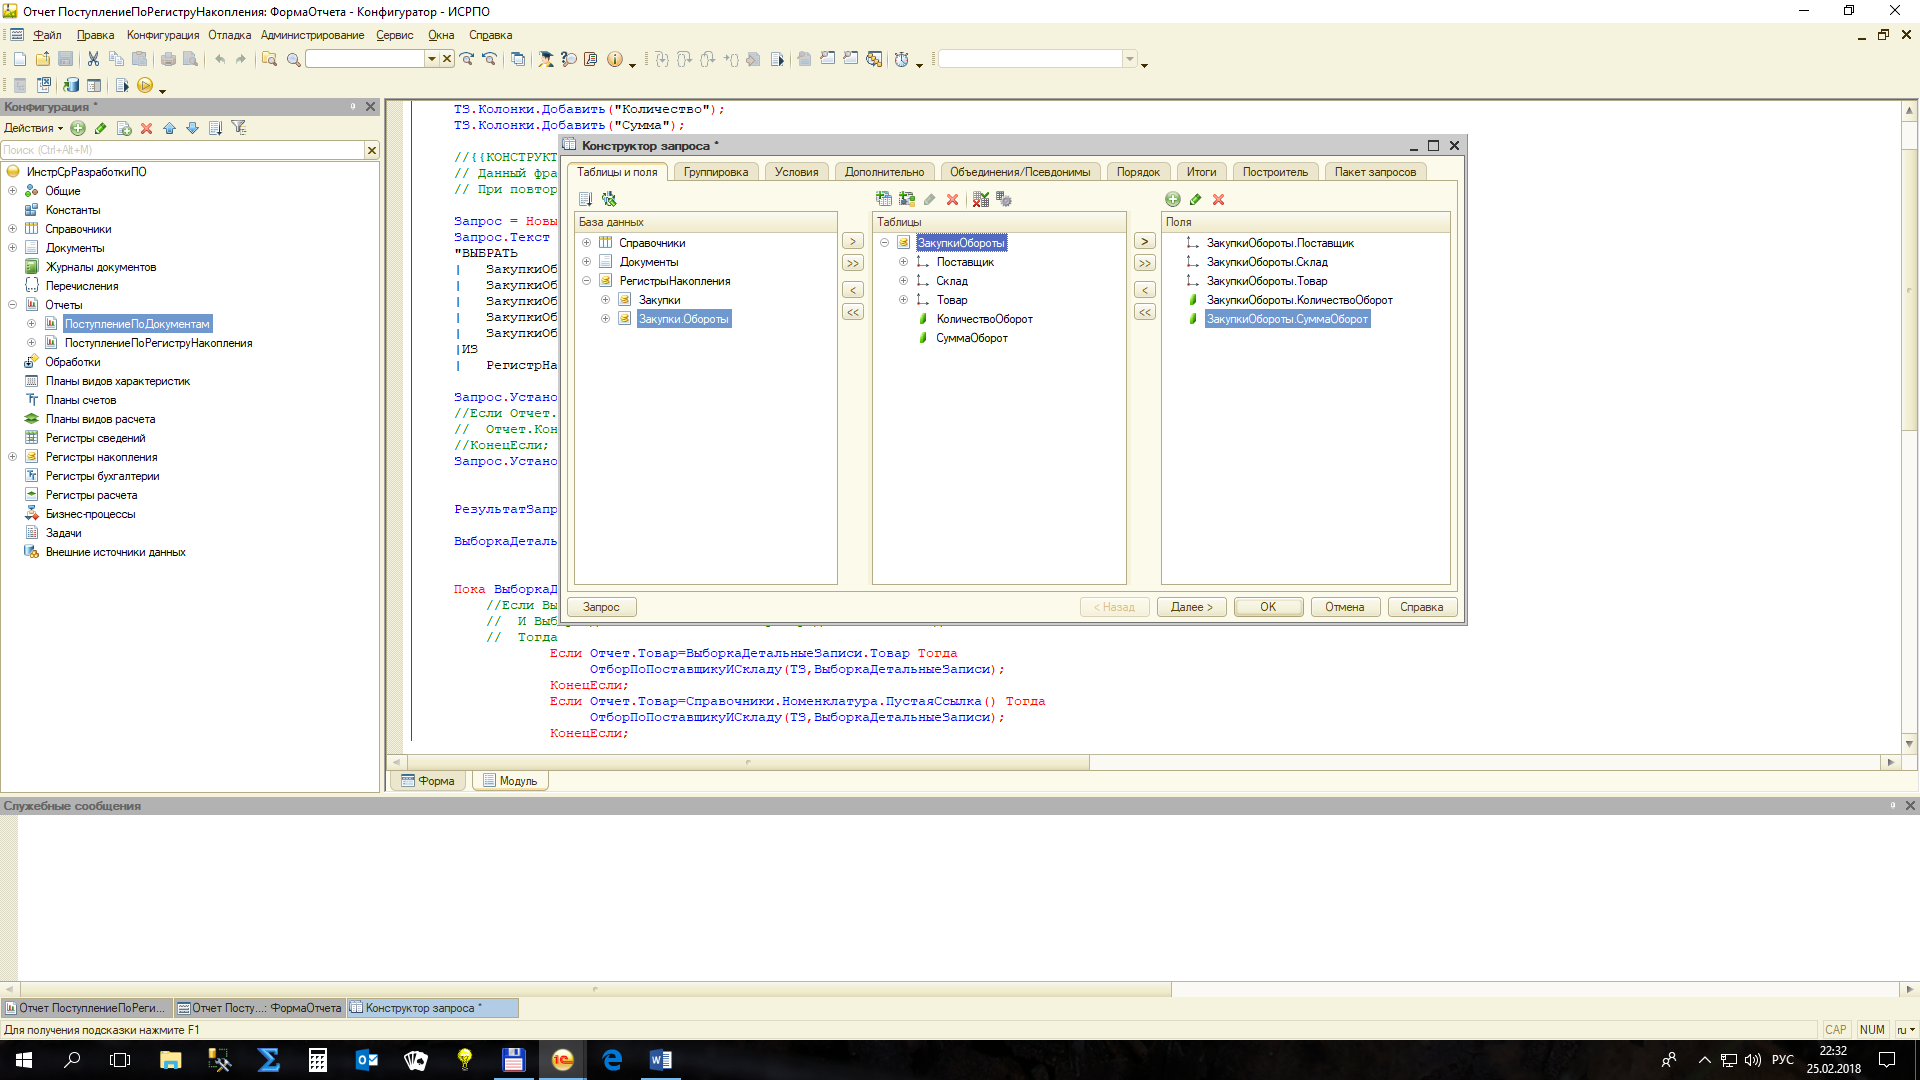 Отчет ПоступлениеПоРегиструНакопления: ФормаОтчета - Конфигуратор - ИСРПО
Файл Правка Конфигурация Отладка Администрирование Сервис Окна Справка
Конфигурация *
Действия
Поиск (Ctrl+Alt+M)
ИнстрСрРазработкиПО
Общие
Константы
Справочники
Документы
Журналы документов
Перечисления
Отчеты
ПоступлениеПоДокументам
ПоступлениеПоРегиструНакопления
Обработки
Планы видов характеристик
Планы счетов
Планы видов расчета
Регистры сведений
Регистры накопления
Регистры бухгалтерии
Регистры расчета
Бизнес-процессы
Задачи
Внешние источники данных
ТЗ.Колонки.Добавить("Количество");
ТЗ.Колонки.Добавить("Сумма");
//{{КОНСТРУКТ
// Данный фра
// При повтор
Запрос = Новы
Запрос.Текст
"ВЫБРАТЬ
| ЗакупкиОб
| ЗакупкиОб
| ЗакупкиОб
| ЗакупкиОб
| ЗакупкиОб
|ИЗ
| РегистрНа
Запрос.Устано
//Если Отчет.
// Отчет.Кон
//КонецЕсли;
Запрос.Устано
РезультатЗапр
ВыборкаДеталь
Пока ВыборкаД
//Если Вы
// И Выб
// Тогда
Если Отчет.Товар=ВыборкаДетальныеЗаписи.Товар Тогда
ОтборПоПоставщикуИСкладу(ТЗ,ВыборкаДетальныеЗаписи);
КонецЕсли;
Если Отчет.Товар=Справочники.Номенклатура.ПустаяСсылка() Тогда
ОтборПоПоставщикуИСкладу(ТЗ,ВыборкаДетальныеЗаписи);
КонецЕсли;
Конструктор запроса *
Таблицы и поля Группировка Условия Дополнительно Объединения/Псевдонимы Порядок Итоги Построитель Пакет запросов
База данных
Справочники
Документы
РегистрыНакопления
Закупки
Закупки.Обороты
>
>>
<
<<
Таблицы
ЗакупкиОбороты
Поставщик
Склад
Товар
КоличествоОборот
СуммаОборот
>
>>
<
<<
Поля
ЗакупкиОбороты.Поставщик
ЗакупкиОбороты.Склад
ЗакупкиОбороты.Товар
ЗакупкиОбороты.КоличествоОборот
ЗакупкиОбороты.СуммаОборот
Запрос < Назад Далее > ОК Отмена Справка
Форма Модуль
Служебные сообщения
Отчет ПоступлениеПоРеги... Отчет Посту...: ФормаОтчета Конструктор запроса *
Для получения подсказки нажмите F1 CAP NUM ru
РУС 22:32
25.02.2018